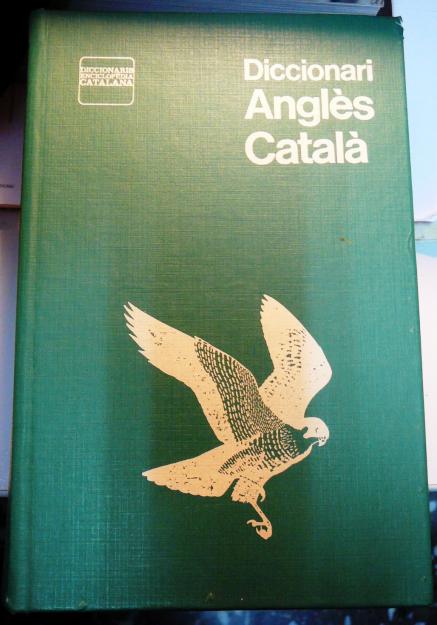 DICCIONARIS
ENCICLOPÈDIA
CATALANA
Diccionari
Anglès
Català